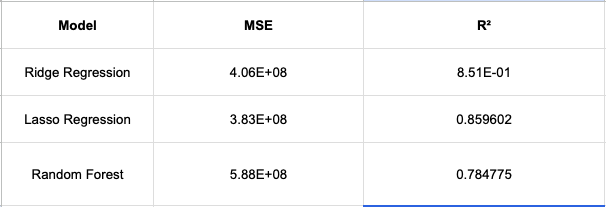 Model MSE R²
Ridge Regression 4.06E+08 8.51E-01
Lasso Regression 3.83E+08 0.859602
Random Forest 5.88E+08 0.784775